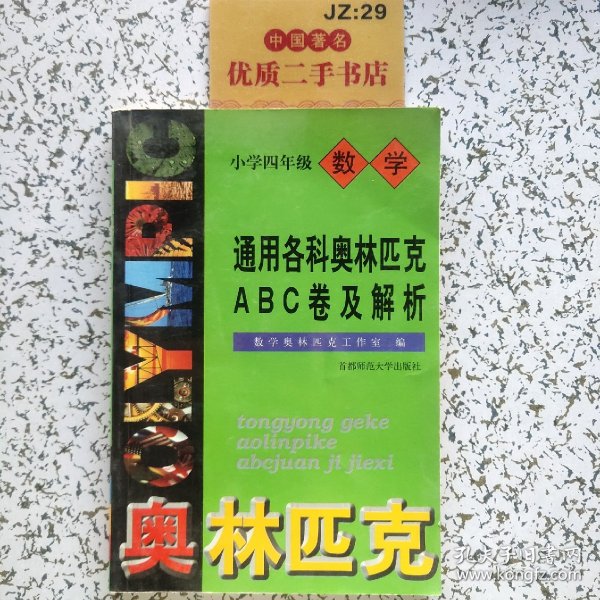 JZ:29
中国著名
优质二手书店
OLYMPIC
小学四年级 数学
通用各科奥林匹克
ABC卷及解析
数学奥林匹克工作室 编
首都师范大学出版社
tongyong geke
aolinpike
abcjuan ji jiexi
奥林匹克
孔夫子旧书网
www.kongfz.com